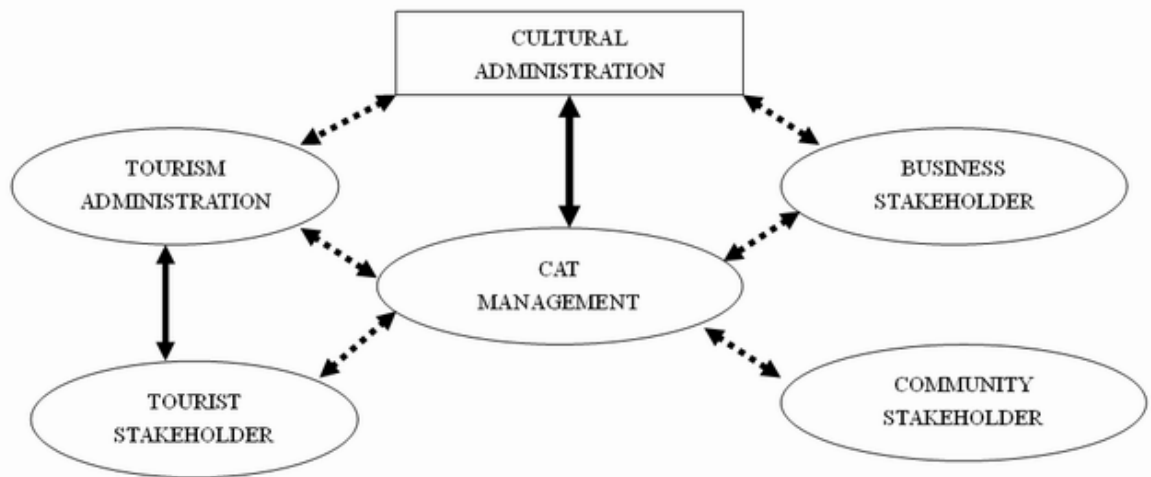 CULTURAL
ADMINISTRATION
TOURISM
ADMINISTRATION
BUSINESS
STAKEHOLDER
CAT
MANAGEMENT
TOURIST
STAKEHOLDER
COMMUNITY
STAKEHOLDER